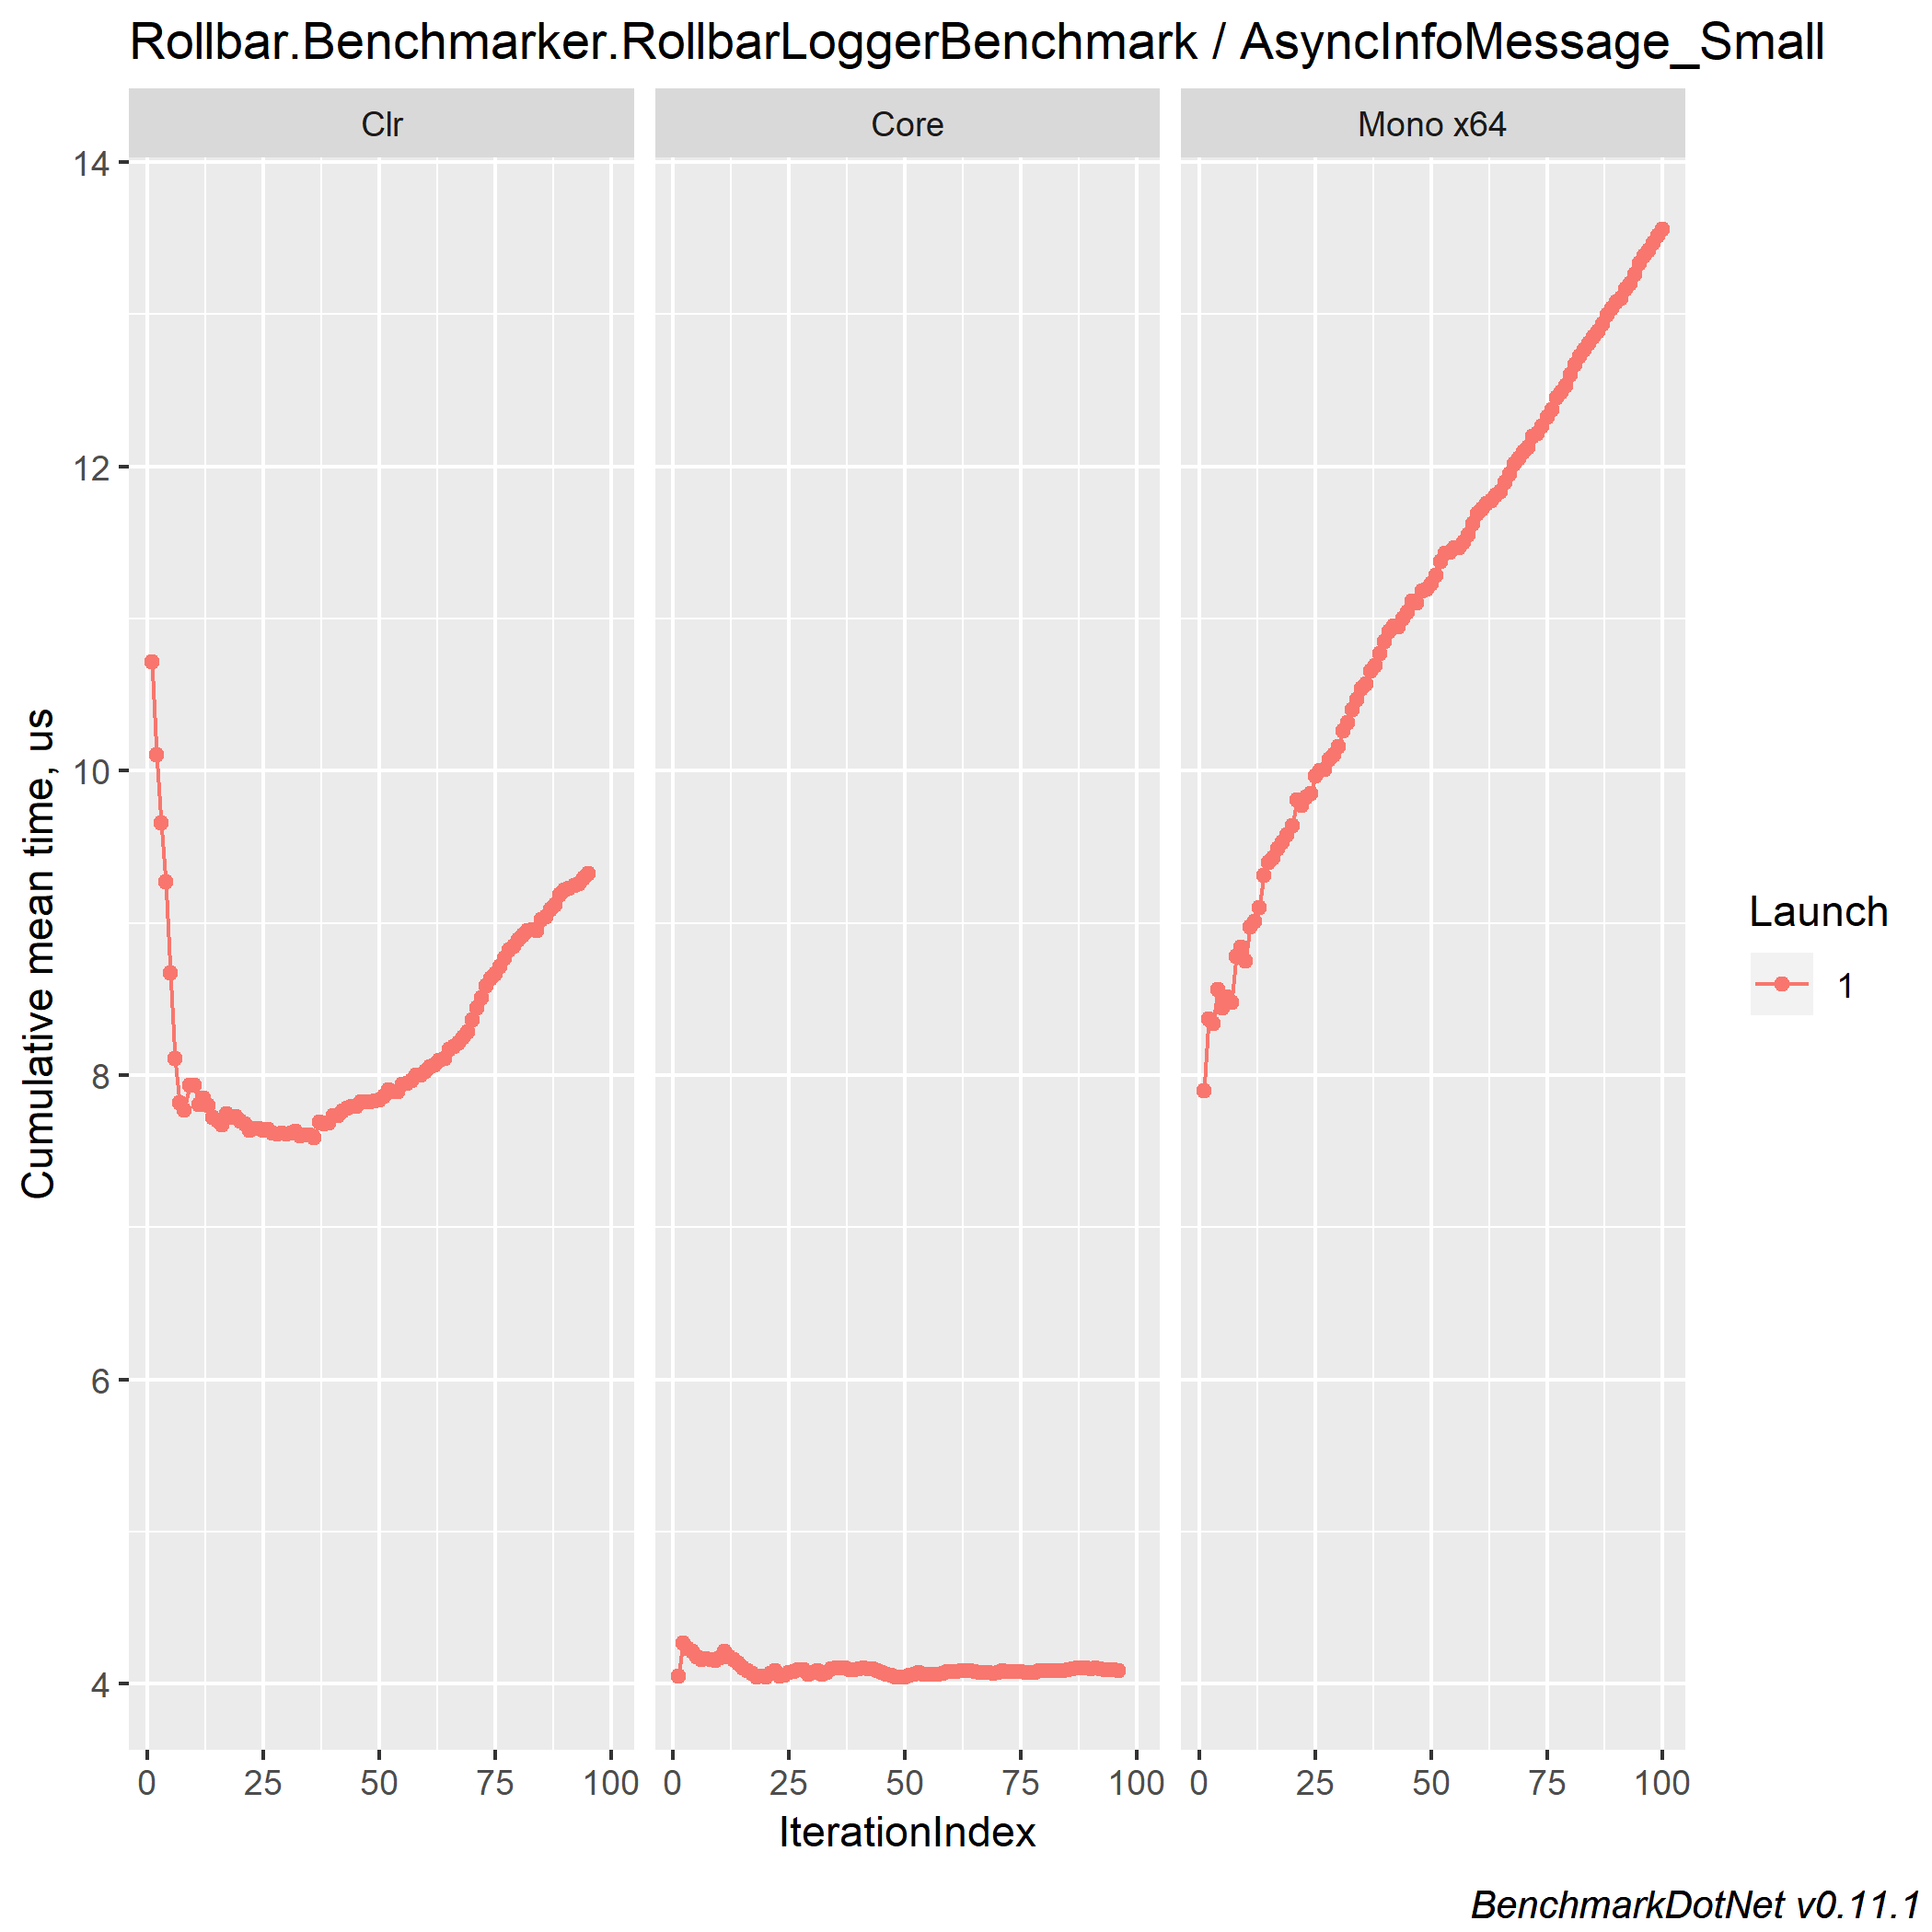 Rollbar.Benchmarker.RollbarLoggerBenchmark / AsyncInfoMessage_Small
Clr
Core
Mono x64
14
12
10
8
6
4
Cumulative mean time, us
0 25 50 75 100
0 25 50 75 100
0 25 50 75 100
IterationIndex
Launch
1
BenchmarkDotNet v0.11.1